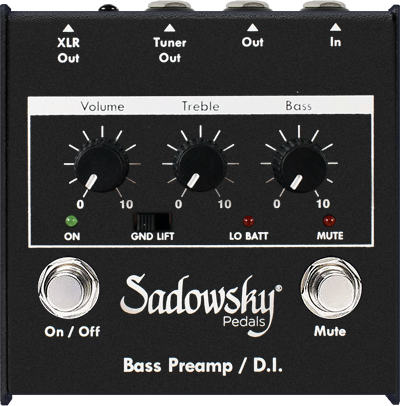 XLR Out
Tuner Out
Out
In
Volume Treble Bass
0 10 0 10 0 10
ON GND LIFT LO BATT MUTE
Sadowsky®
Pedals
On / Off
Mute
Bass Preamp / D.I.